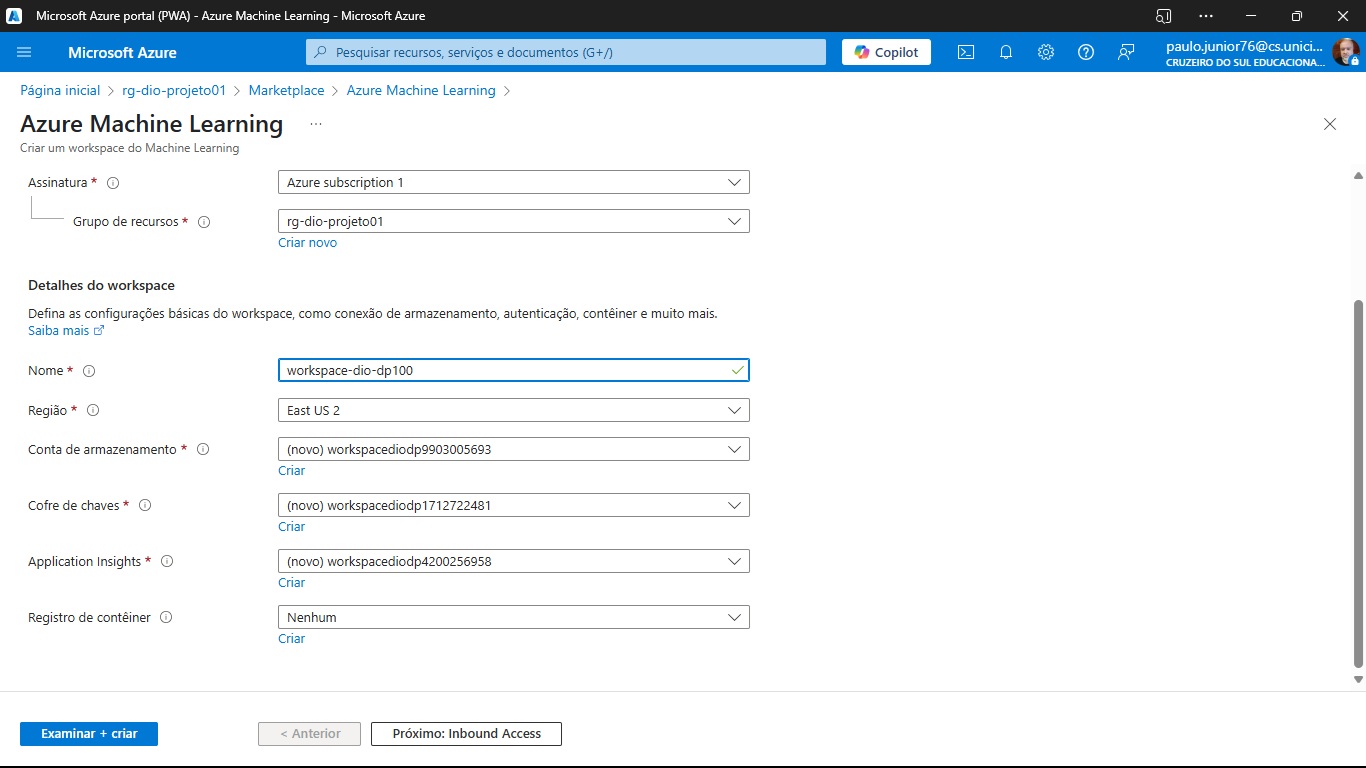 Microsoft Azure portal (PWA) - Azure Machine Learning - Microsoft Azure
Microsoft Azure
Pesquisar recursos, serviços e documentos (G+/)
Copilot
paulo.junior76@cs.unici...
CRUZEIRO DO SUL EDUCACIONA...
Página inicial > rg-dio-projeto01 > Marketplace > Azure Machine Learning >
Azure Machine Learning ...
Criar um workspace do Machine Learning
Assinatura * Azure subscription 1
Grupo de recursos * rg-dio-projeto01
Criar novo
Detalhes do workspace
Defina as configurações básicas do workspace, como conexão de armazenamento, autenticação, contêiner e muito mais.
Saiba mais
Nome * workspace-dio-dp100
Região * East US 2
Conta de armazenamento * (novo) workspacediodp9903005693
Criar
Cofre de chaves * (novo) workspacediodp1712722481
Criar
Application Insights * (novo) workspacediodp4200256958
Criar
Registro de contêiner Nenhum
Criar
Examinar + criar
< Anterior
Próximo: Inbound Access